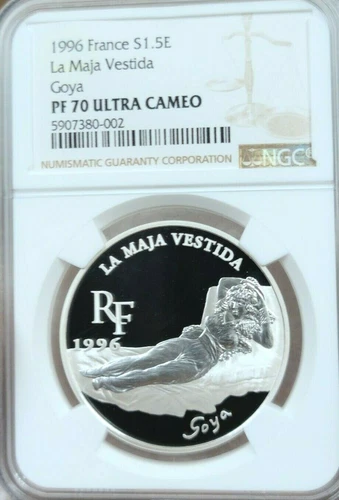 1996 France S1.5E
La Maja Vestida
Goya
PF 70 ULTRA CAMEO
5907380-002
NUMISMATIC GUARANTY CORPORATION
NGC
LA MAJA VESTIDA
RF
1996
Goya